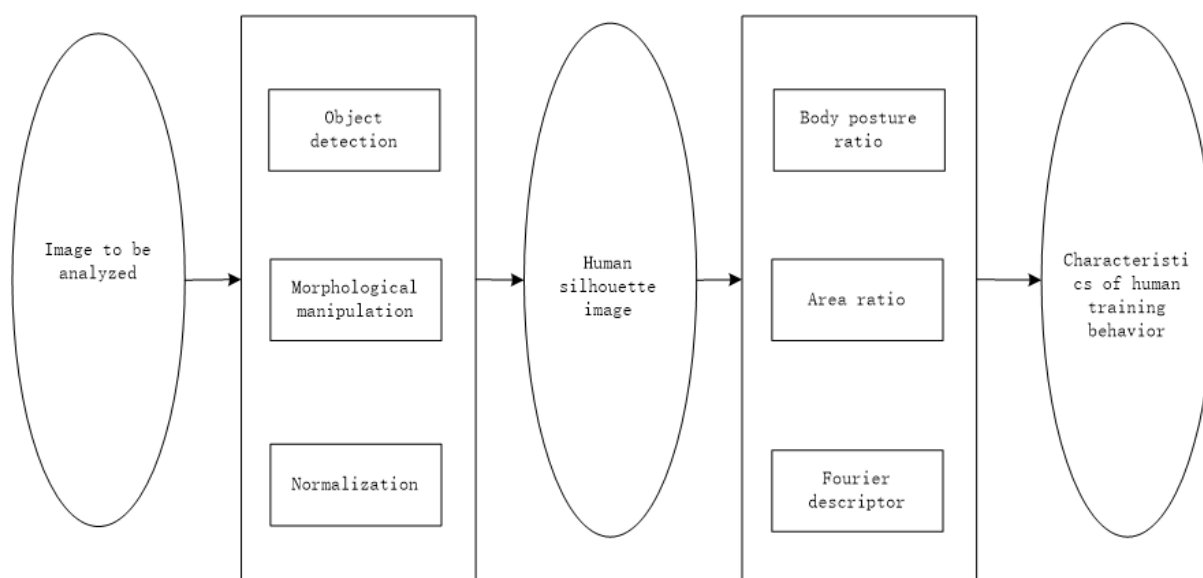 Image to be
analyzed
Object
detection
Morphological
manipulation
Normalization
Human
silhouette
image
Body posture
ratio
Area ratio
Fourier
descriptor
Characteristi
cs of human
training
behavior